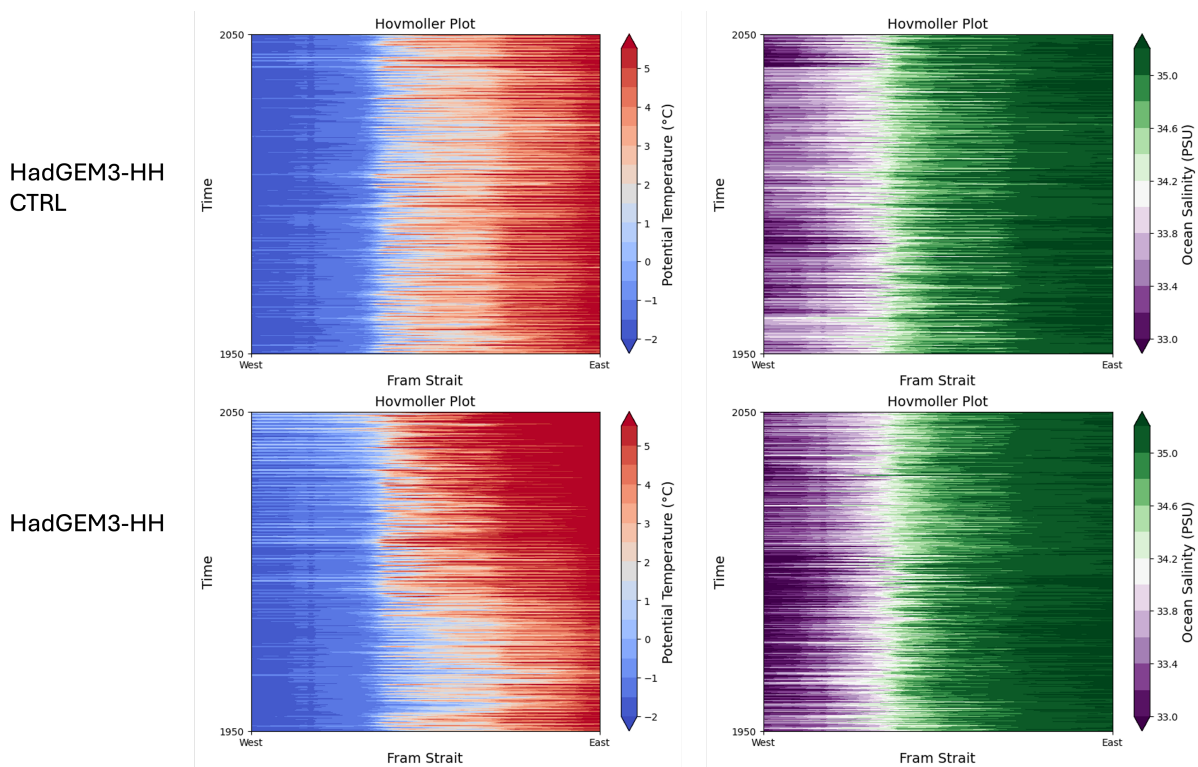 HadGEM3-HH
CTRL
Hovmoller Plot
2050
Time
1950
West
East
Fram Strait
5
4
3
2
1
0
−1
−2
Potential Temperature (°C)
Hovmoller Plot
2050
Time
1950
West
East
Fram Strait
35.0
34.6
34.2
33.8
33.4
33.0
Ocean Salinity (PSU)
HadGEM3-HH
Hovmoller Plot
2050
Time
1950
West
East
Fram Strait
5
4
3
2
1
0
−1
−2
Potential Temperature (°C)
Hovmoller Plot
2050
Time
1950
West
East
Fram Strait
35.0
34.6
34.2
33.8
33.4
33.0
Ocean Salinity (PSU)